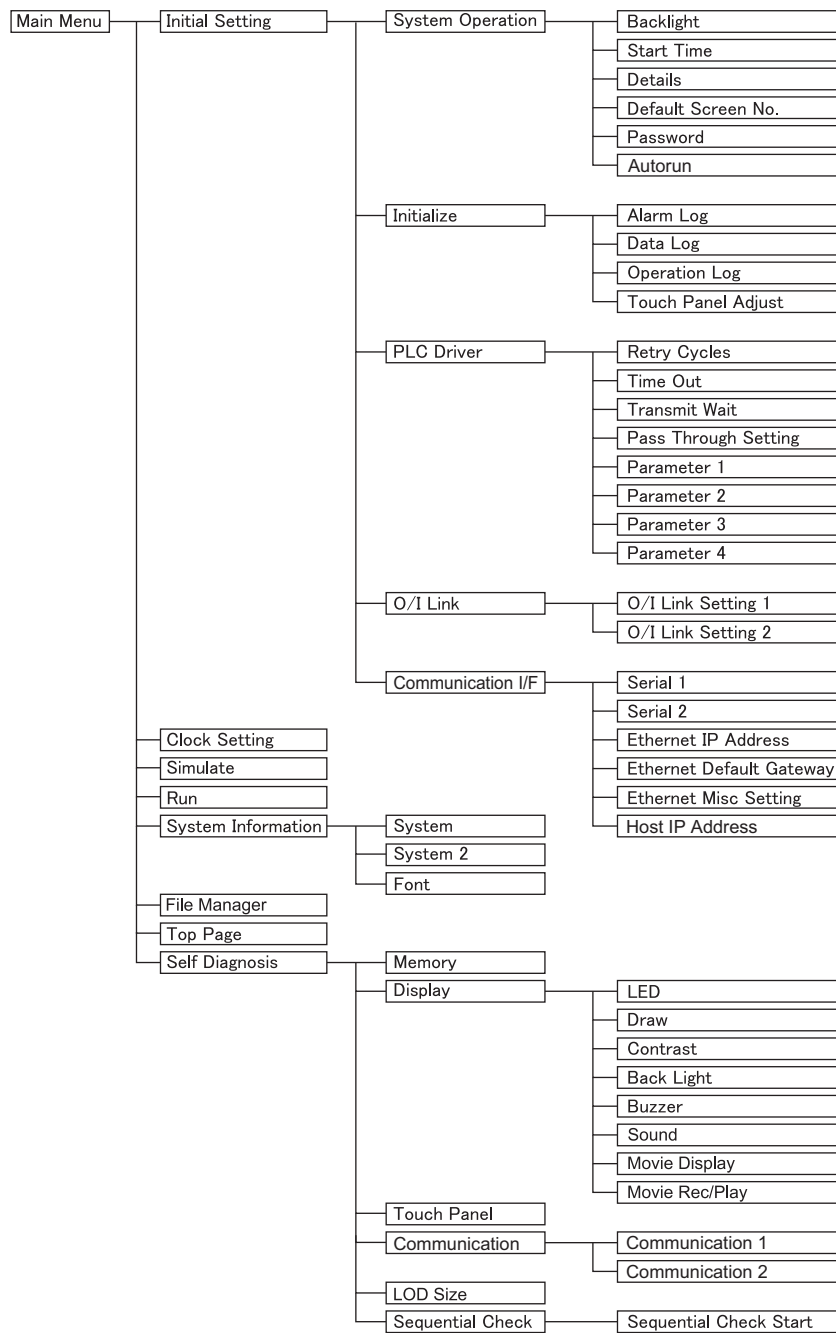 Main Menu
Initial Setting
System Operation
Backlight
Start Time
Details
Default Screen No.
Password
Autorun
Initialize
Alarm Log
Data Log
Operation Log
Touch Panel Adjust
PLC Driver
Retry Cycles
Time Out
Transmit Wait
Pass Through Setting
Parameter 1
Parameter 2
Parameter 3
Parameter 4
O/I Link
O/I Link Setting 1
O/I Link Setting 2
Communication I/F
Serial 1
Serial 2
Ethernet IP Address
Ethernet Default Gateway
Ethernet Misc Setting
Host IP Address
Clock Setting
Simulate
Run
System Information
System
System 2
Font
File Manager
Top Page
Self Diagnosis
Memory
Display
LED
Draw
Contrast
Back Light
Buzzer
Sound
Movie Display
Movie Rec/Play
Touch Panel
Communication
Communication 1
Communication 2
LOD Size
Sequential Check
Sequential Check Start